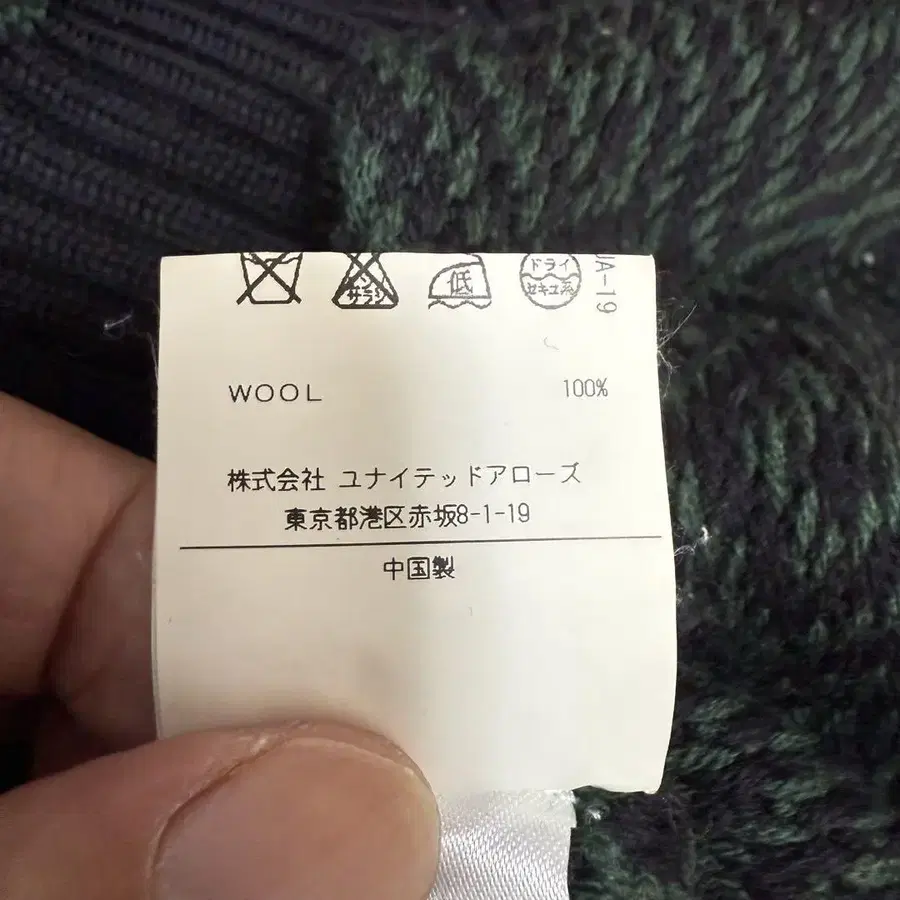 サラシ 低 ドライ
セキユ系
UA-19
WOOL 100%
株式会社 ユナイテッドアローズ
東京都港区赤坂8-1-19
中国製